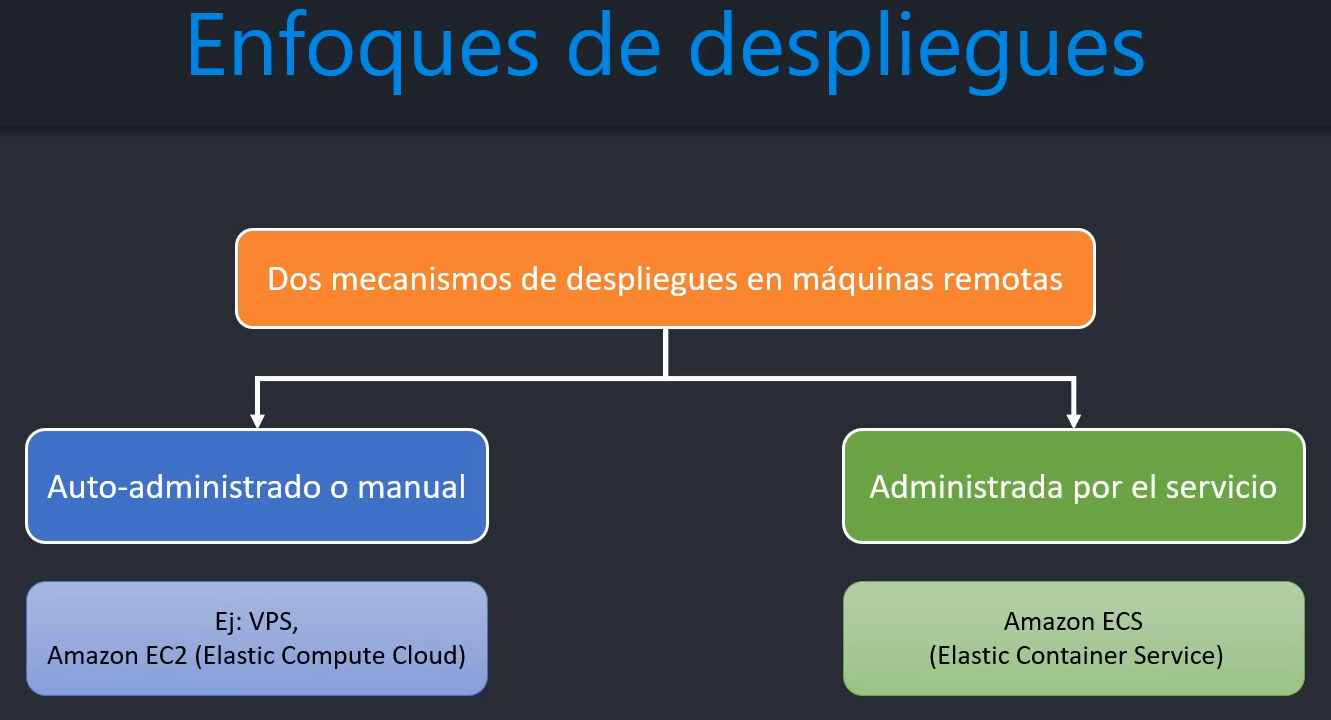 Enfoques de despliegues
Dos mecanismos de despliegues en máquinas remotas
Auto-administrado o manual
Administrada por el servicio
Ej: VPS,
Amazon EC2 (Elastic Compute Cloud)
Amazon ECS
(Elastic Container Service)